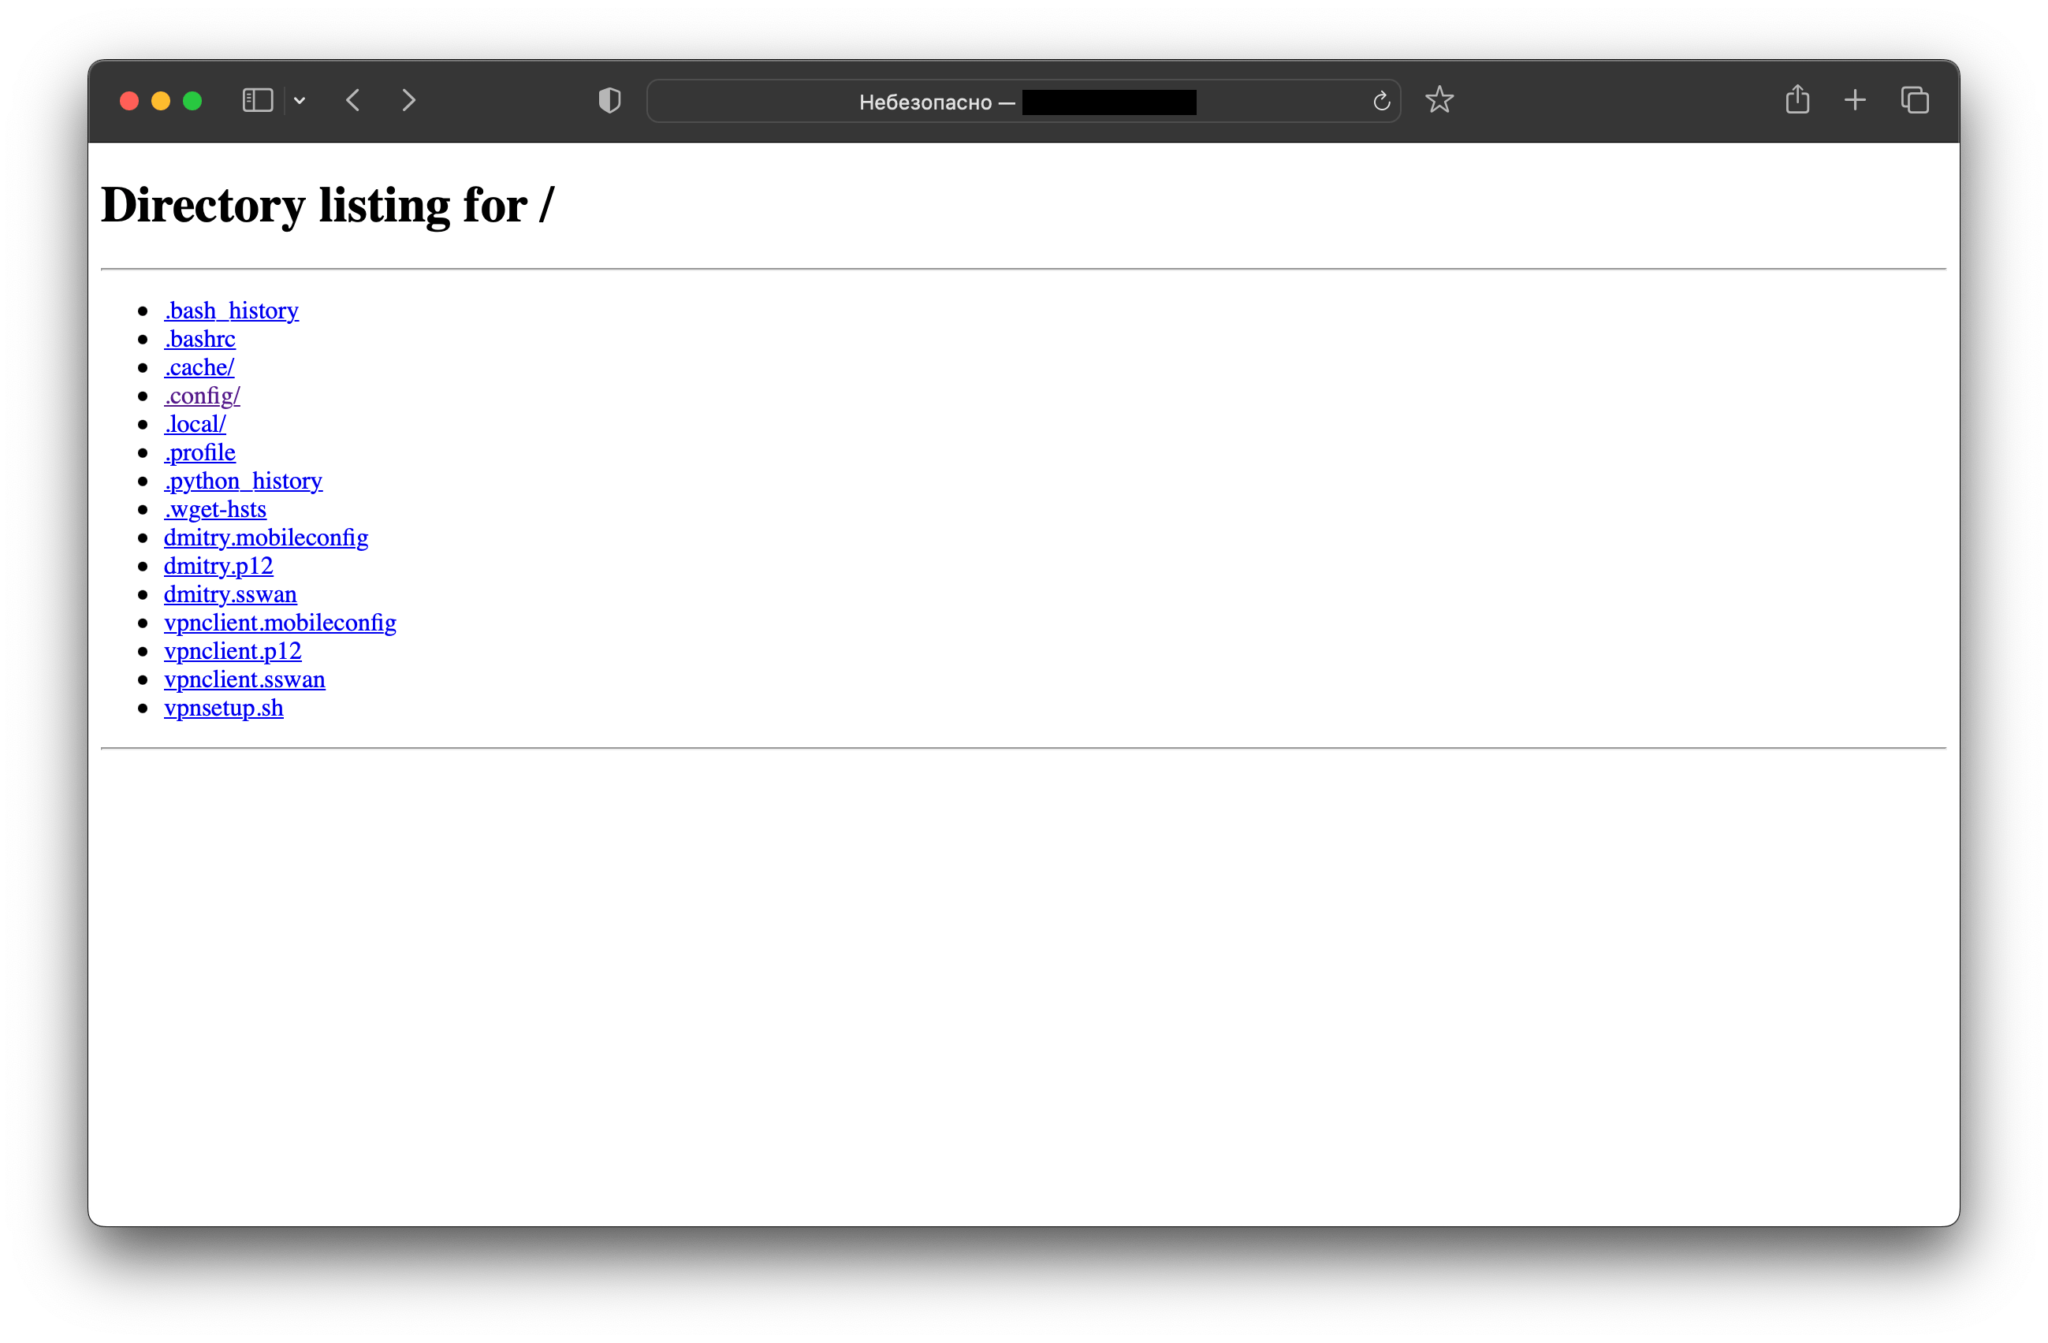 Небезопасно —
Directory listing for /
.bash_history
.bashrc
.cache/
.config/
.local/
.profile
.python_history
.wget-hsts
dmitry.mobileconfig
dmitry.p12
dmitry.sswan
vpnclient.mobileconfig
vpnclient.p12
vpnclient.sswan
vpnsetup.sh